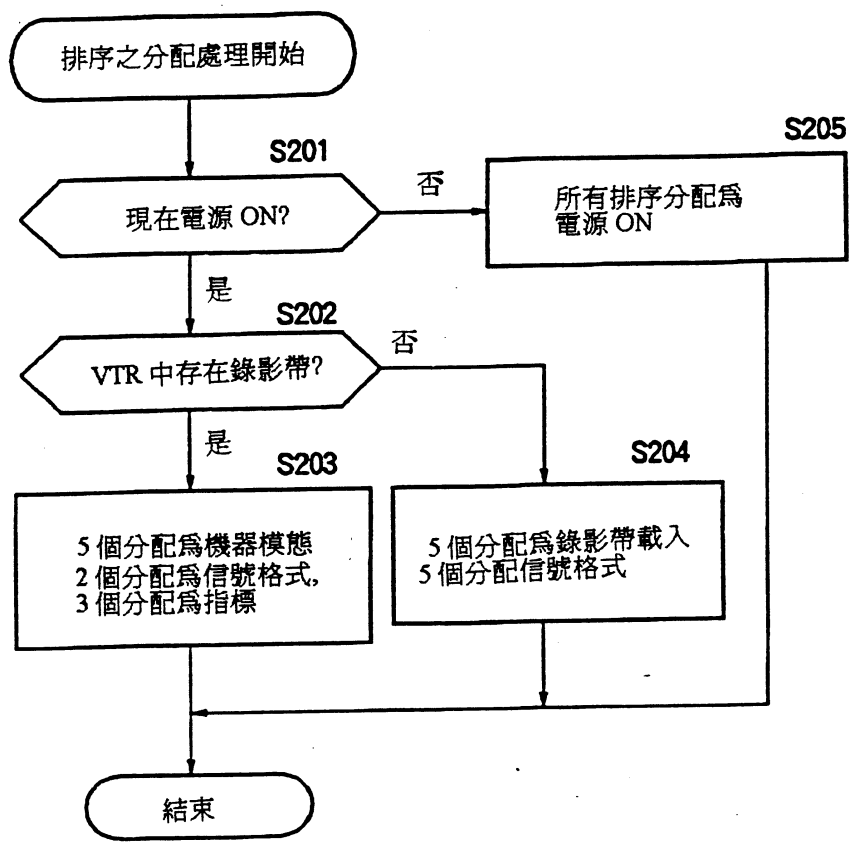 排序之分配處理開始
S201
現在電源 ON?
否
S205
所有排序分配爲
電源 ON
是
S202
VTR 中存在錄影帶?
否
是
S203
5 個分配爲機器模態
2 個分配爲信號格式,
3 個分配爲指標
S204
5 個分配爲錄影帶載入
5 個分配信號格式
結束